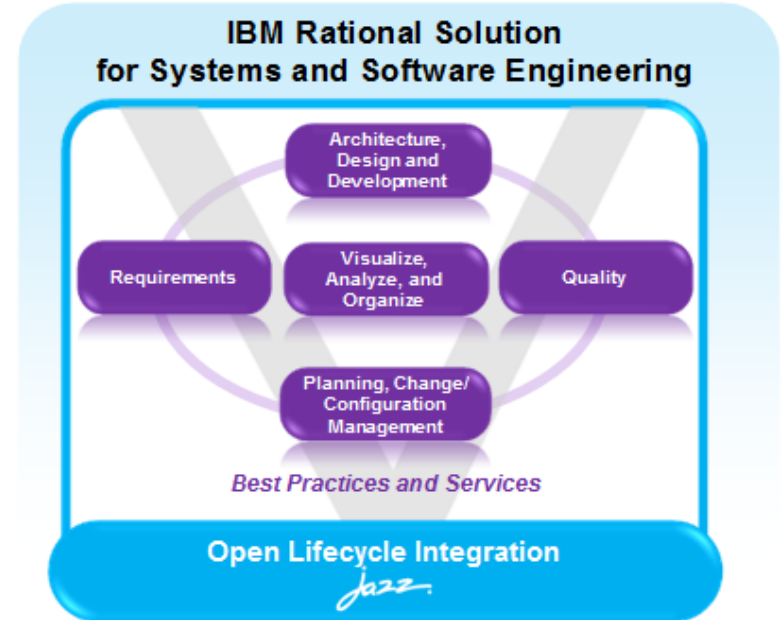 IBM Rational Solution
for Systems and Software Engineering
Architecture,
Design and
Development
Requirements
Visualize,
Analyze, and
Organize
Quality
Planning, Change/
Configuration
Management
Best Practices and Services
Open Lifecycle Integration
jazz